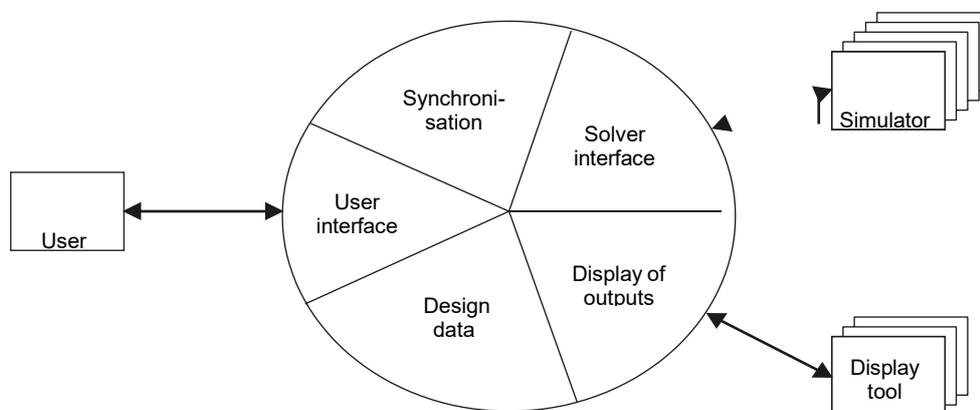 Synchroni-
sation
Solver
interface
Simulator
User
interface
User
Display of
outputs
Design
data
Display
tool